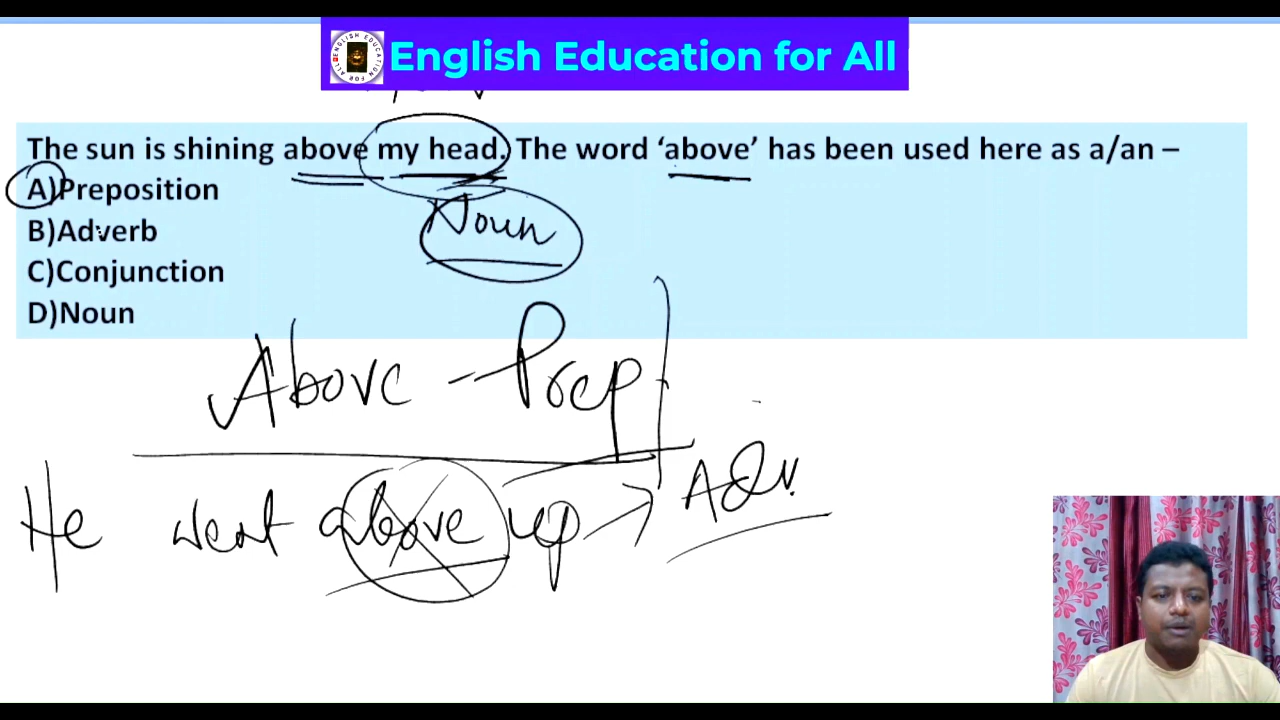 English Education for All
The sun is shining above my head. The word ‘above’ has been used here as a/an –
A)Preposition
B)Adverb
C)Conjunction
D)Noun
Noun
Above - Prep
He went above up → Adv.